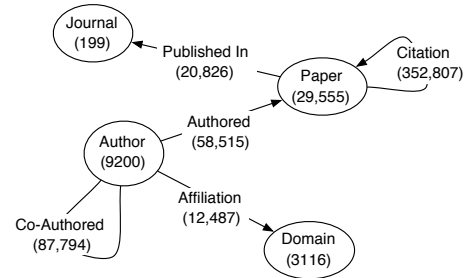 Journal
(199)
Published In
(20,826)
Citation
(352,807)
Paper
(29,555)
Authored
(58,515)
Author
(9200)
Affiliation
(12,487)
Co-Authored
(87,794)
Domain
(3116)